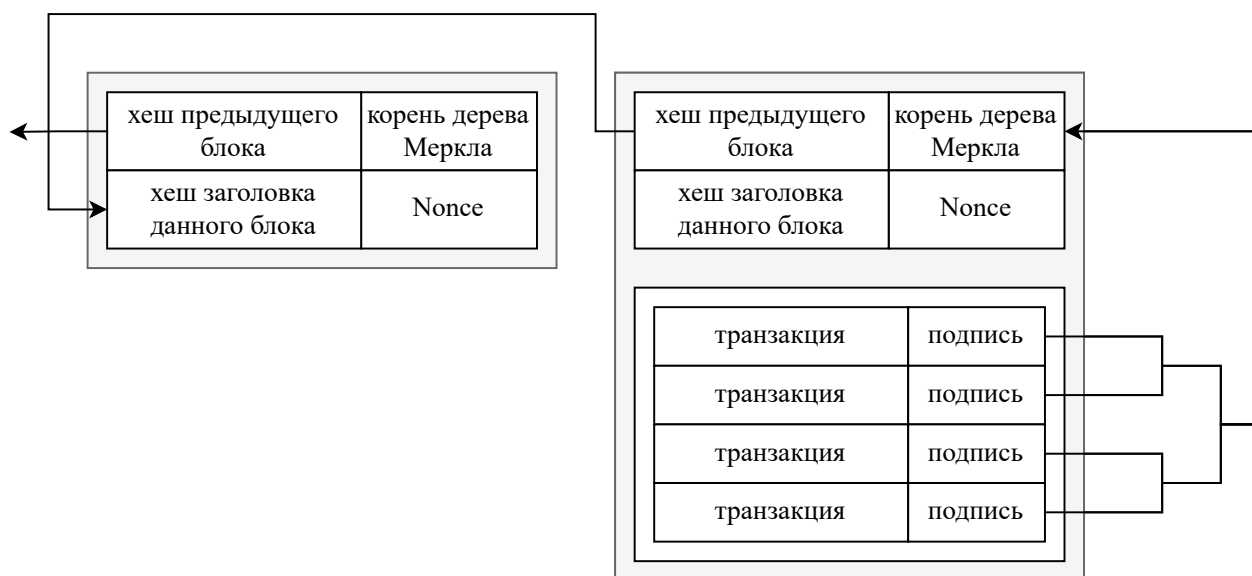 хеш предыдущего
блока
корень дерева
Меркла
хеш заголовка
данного блока
Nonce
хеш предыдущего
блока
корень дерева
Меркла
хеш заголовка
данного блока
Nonce
транзакция
подпись
транзакция
подпись
транзакция
подпись
транзакция
подпись